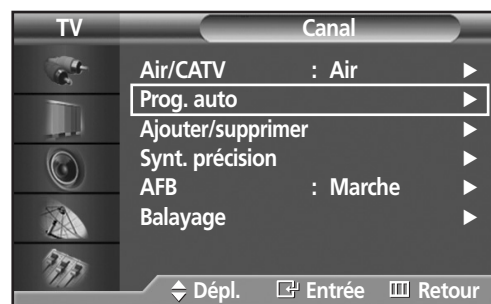 TV Canal
Air/CATV : Air
Prog. auto
Ajouter/supprimer
Synt. précision
AFB : Marche
Balayage
Dépl. Entrée Retour